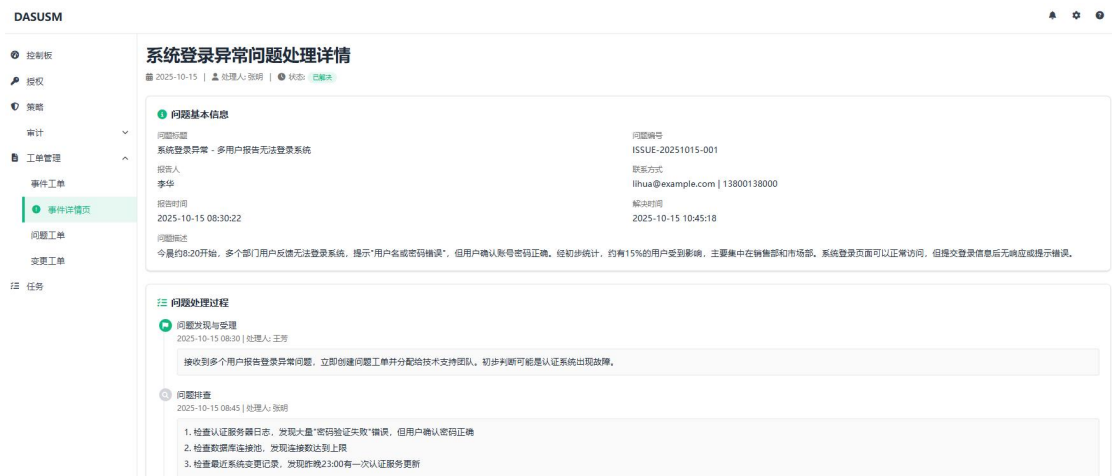 DASUSM
控制板
授权
策略
审计
工单管理
事件工单
事件详情页
问题工单
变更工单
任务
系统登录异常问题处理详情
2025-10-15 | 处理人: 张明 | 状态: 已解决
问题基本信息
问题标题
系统登录异常 - 多用户报告无法登录系统
问题编号
ISSUE-20251015-001
报告人
李华
联系方式
lihua@example.com | 13800138000
报告时间
2025-10-15 08:30:22
解决时间
2025-10-15 10:45:18
问题描述
今晨约8:20开始，多个部门用户反馈无法登录系统，提示"用户名或密码错误"，但用户确认账号密码正确。经初步统计，约有15%的用户受到影响，主要集中在销售部和市场部。系统登录页面可以正常访问，但提交登录信息后无响应或提示错误。
问题处理过程
问题发现与受理
2025-10-15 08:30 | 处理人: 王芳
接收到多个用户报告登录异常问题，立即创建问题工单并分配给技术支持团队。初步判断可能是认证系统出现故障。
问题排查
2025-10-15 08:45 | 处理人: 张明
1. 检查认证服务器日志，发现大量"密码验证失败"错误，但用户确认密码正确
2. 检查数据库连接池，发现连接数达到上限
3. 检查最近系统变更记录，发现昨晚23:00有一次认证服务更新